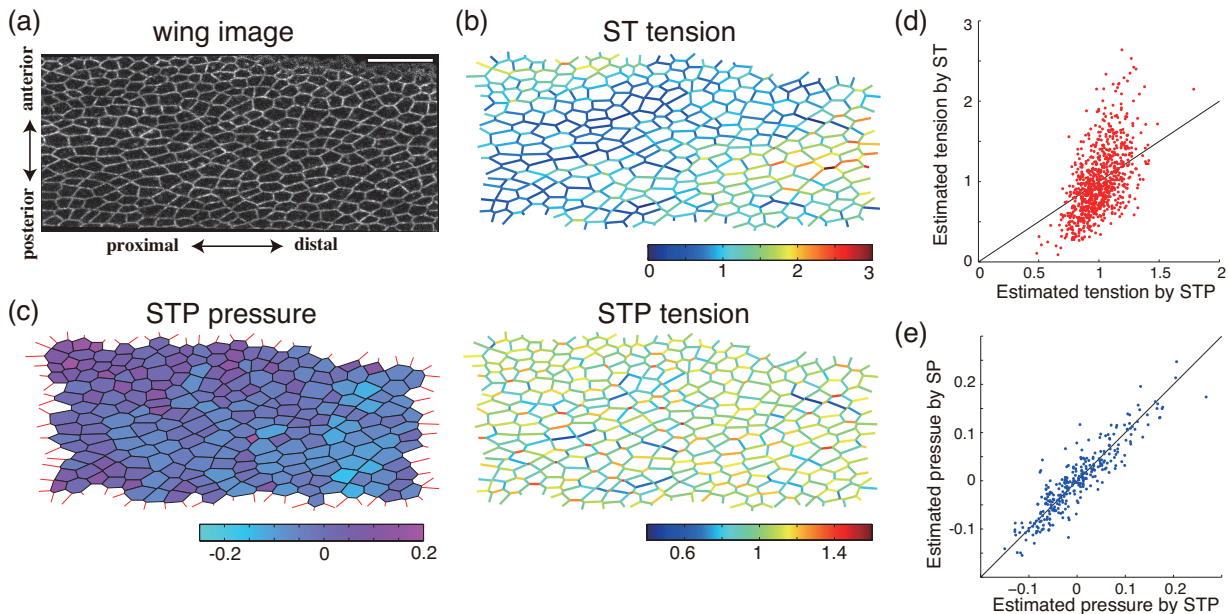 (a)
wing image
anterior
posterior
proximal
distal
(b)
ST tension
0
1
2
3
(c)
STP pressure
-0.2
0
0.2
STP tension
0.6
1
1.4
(d)
3
2
1
0
0
0.5
1
1.5
2
Estimated tension by ST
Estimated tenstion by STP
(e)
0.2
0.1
0
-0.1
-0.1
0
0.1
0.2
Estimated pressue by SP
Estimated pressure by STP